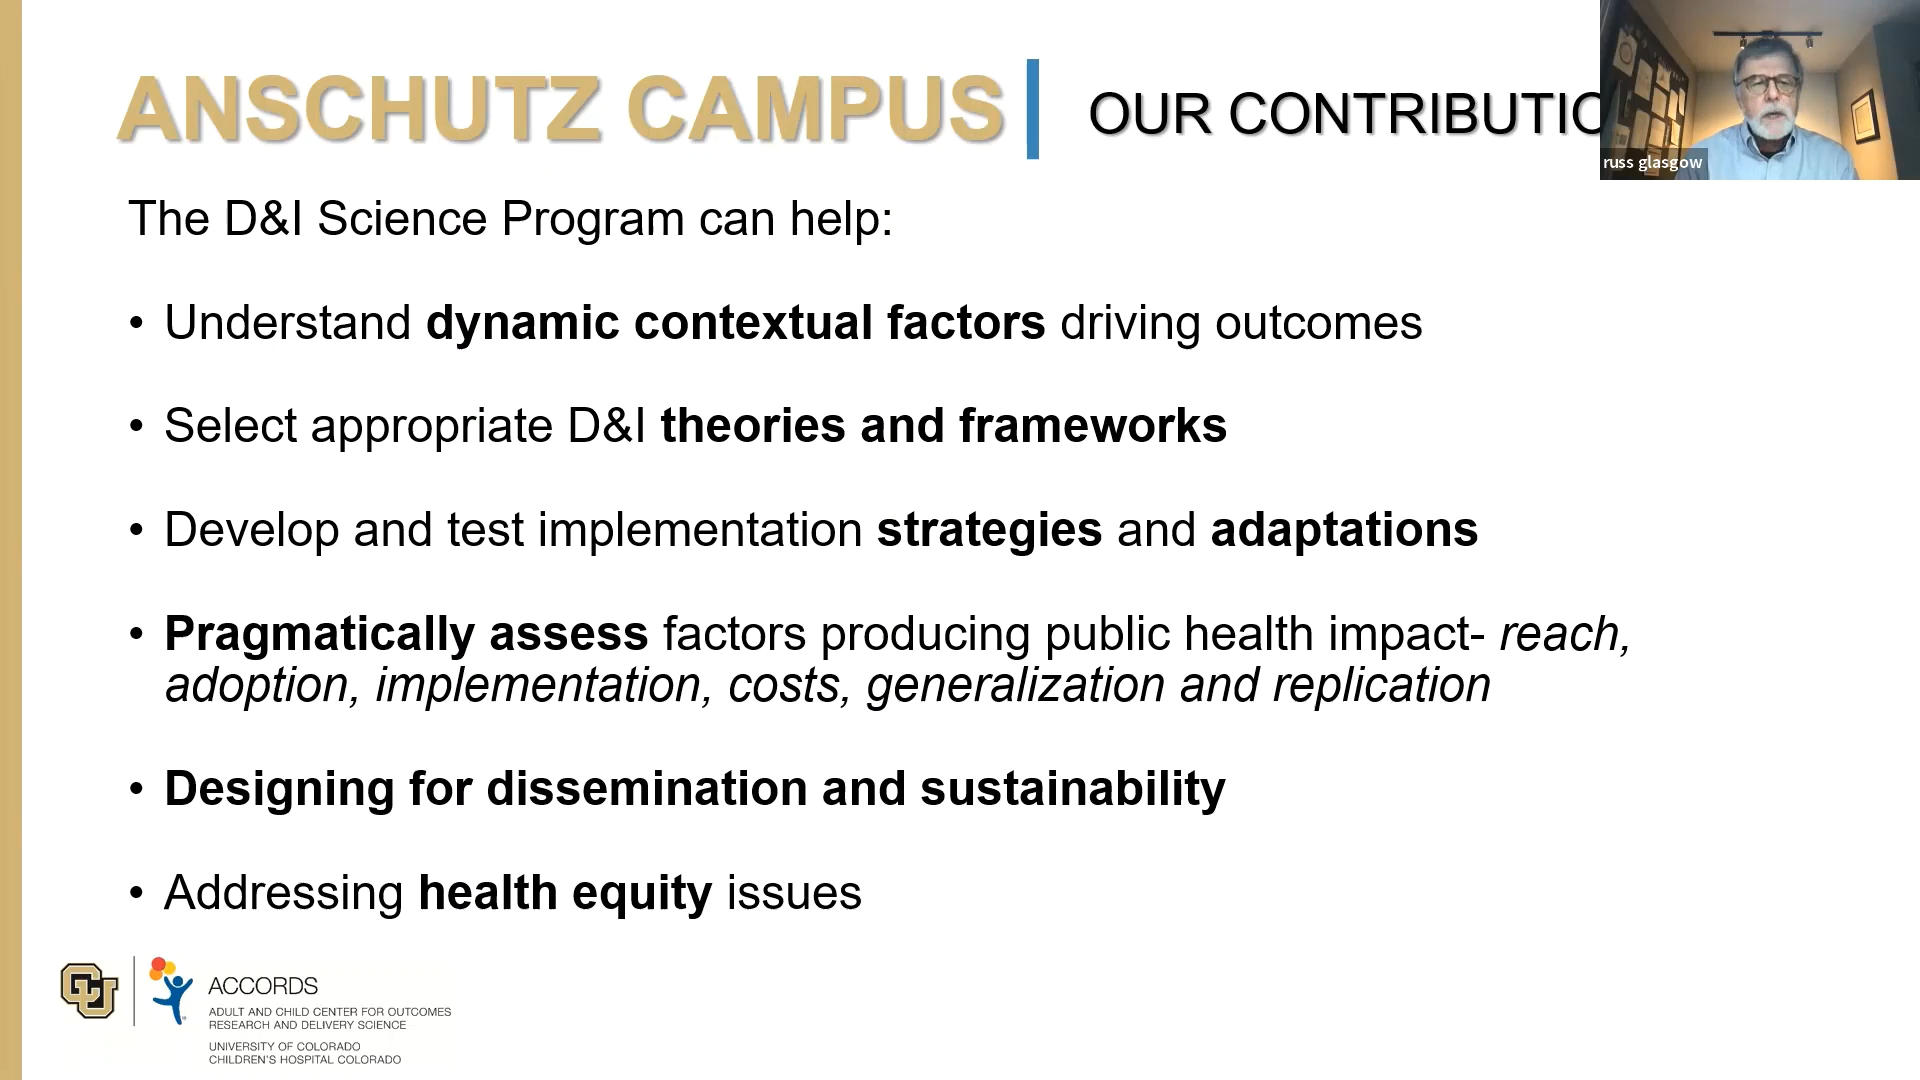 ANSCHUTZ CAMPUS
OUR CONTRIBUTIO
russ glasgow
The D&I Science Program can help:
• Understand dynamic contextual factors driving outcomes
• Select appropriate D&I theories and frameworks
• Develop and test implementation strategies and adaptations
• Pragmatically assess factors producing public health impact- reach,
adoption, implementation, costs, generalization and replication
• Designing for dissemination and sustainability
• Addressing health equity issues
CU
ACCORDS
ADULT AND CHILD CENTER FOR OUTCOMES
RESEARCH AND DELIVERY SCIENCE
UNIVERSITY OF COLORADO
CHILDREN'S HOSPITAL COLORADO